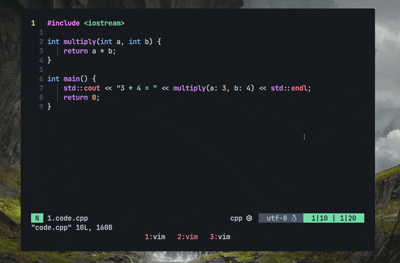 1 #include <iostream>
1
2 int multiply(int a, int b) {
3     return a * b;
4 }
5
6 int main() {
7     std::cout << "3 * 4 = " << multiply(a: 3, b: 4) << std::endl;
8     return 0;
9 }
N 1.code.cpp cpp utf-8 1|10 | 1|20
"code.cpp" 10L, 160B
1:vim 2:vim 3:vim